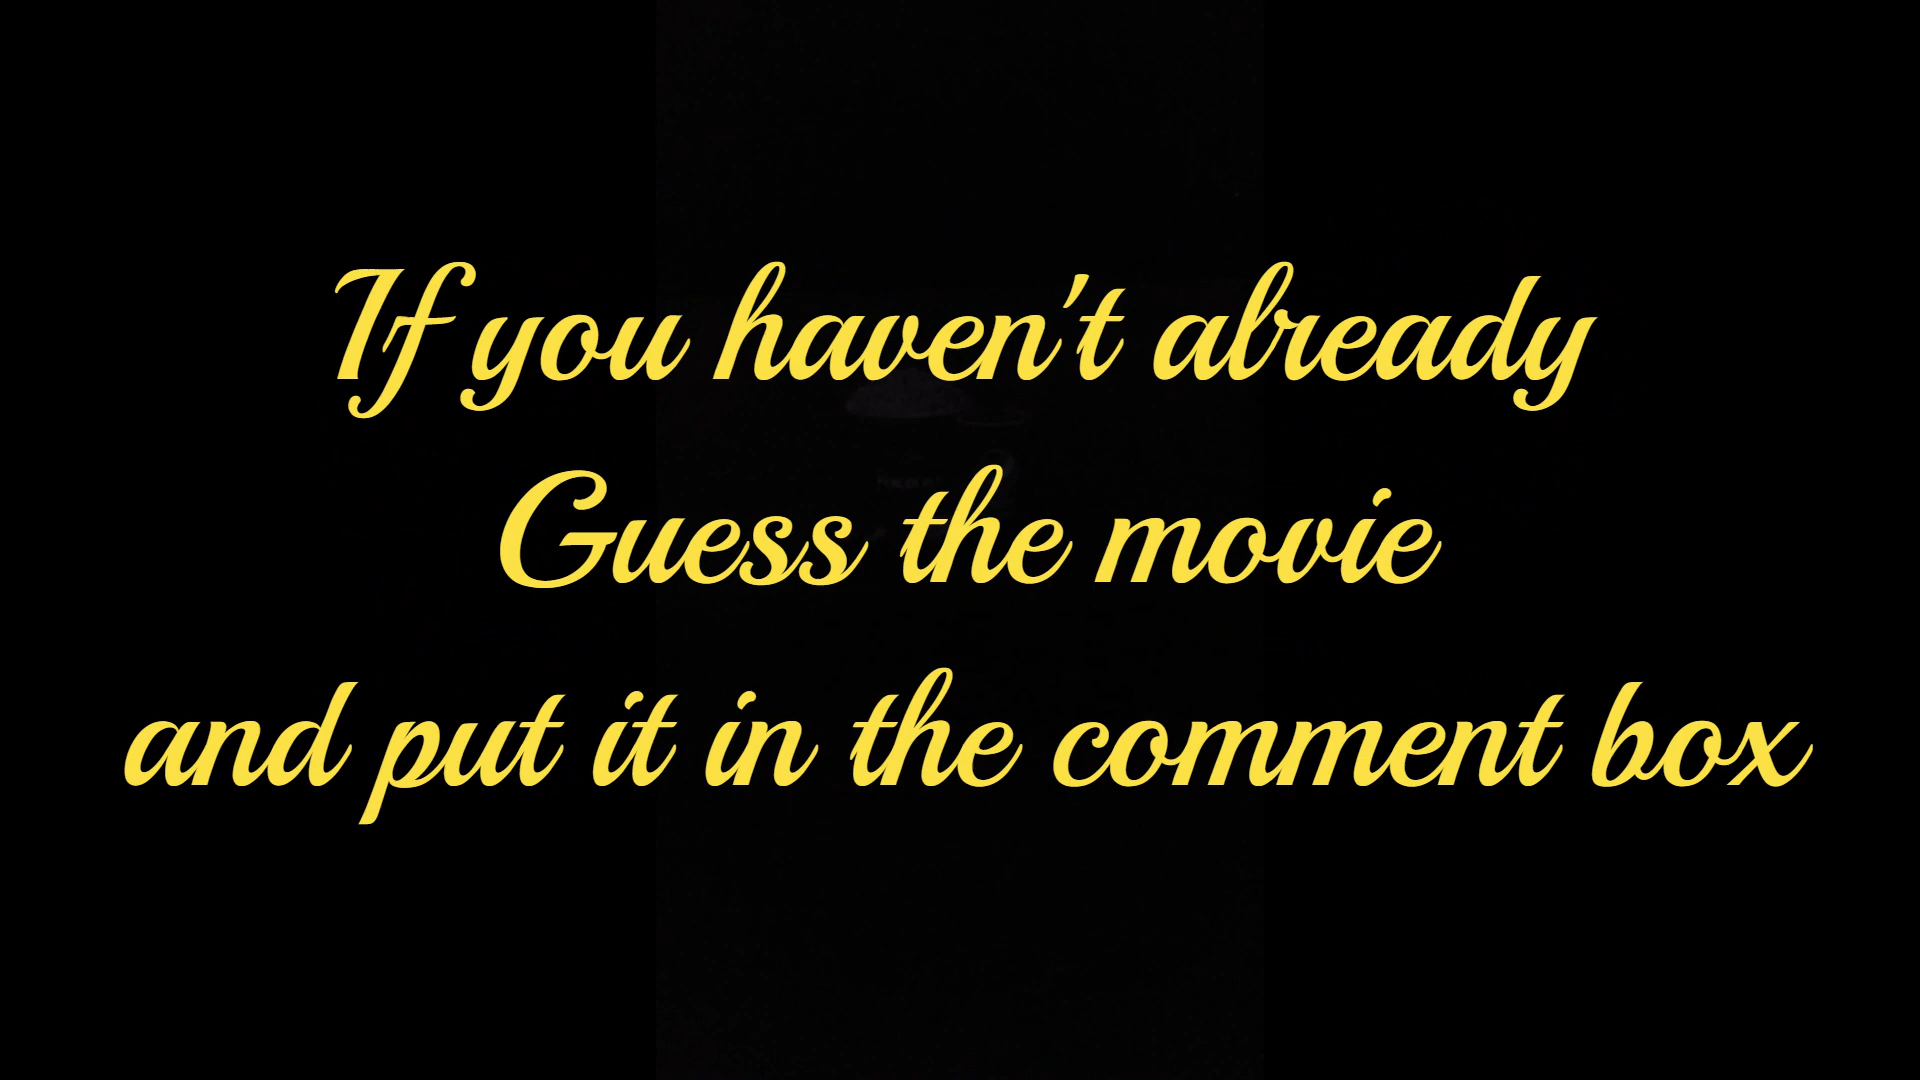 If you haven't already
Guess the movie
and put it in the comment box